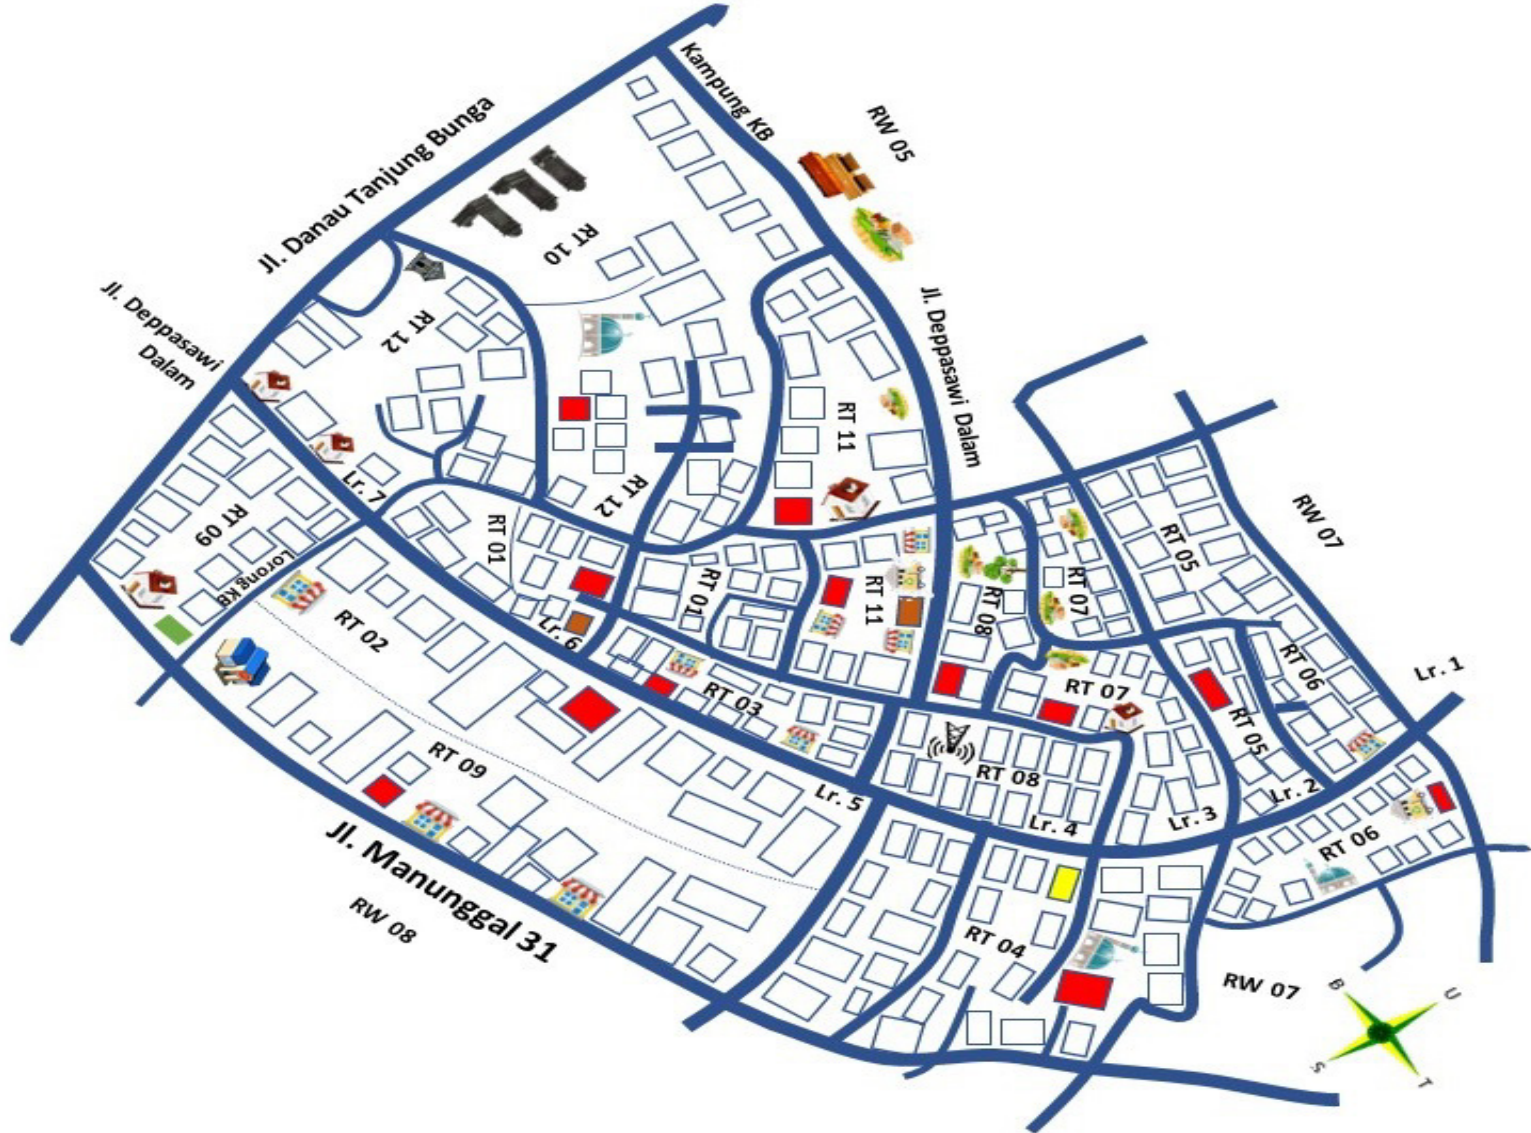 Kampung KB
RW 05
Jl. Danau Tanjung Bunga
RT 10
Jl. Deppasawi
Dalam
RT 12
Jl. Deppasawi Dalam
RT 11
Lr. 7
RT 12
RT 09
RT 01
Lorong KB
RT 01
RT 11
RT 08
RT 07
RT 05
RW 07
RT 02
Lr. 6
RT 03
RT 07
RT 06
Lr. 1
RT 05
RT 09
RT 08
Lr. 5
Lr. 4
Lr. 3
Lr. 2
RT 06
Jl. Manunggal 31
RW 08
RT 04
RW 07
B
U
S
T